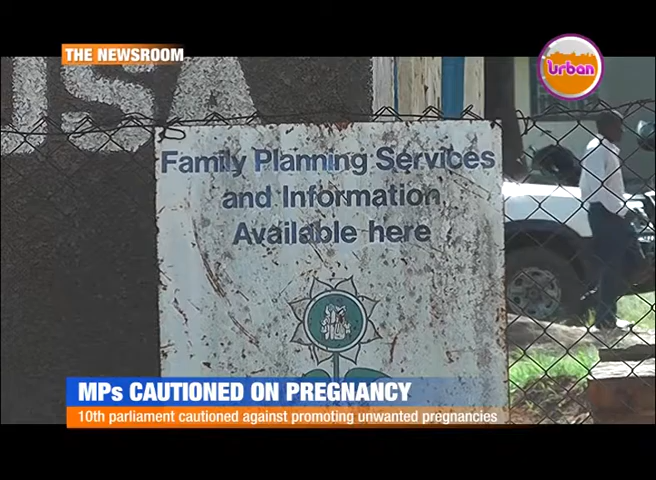 THE NEWSROOM
urban
USA
Family Planning Services
and Information
Available here
MPs CAUTIONED ON PREGNANCY
10th parliament cautioned against promoting unwanted pregnancies